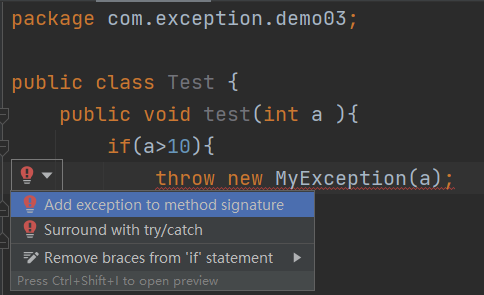 package com.exception.demo03;
public class Test {
public void test(int a ){
if(a>10){
throw new MyException(a);
Add exception to method signature
Surround with try/catch
Remove braces from 'if' statement
Press Ctrl+Shift+I to open preview